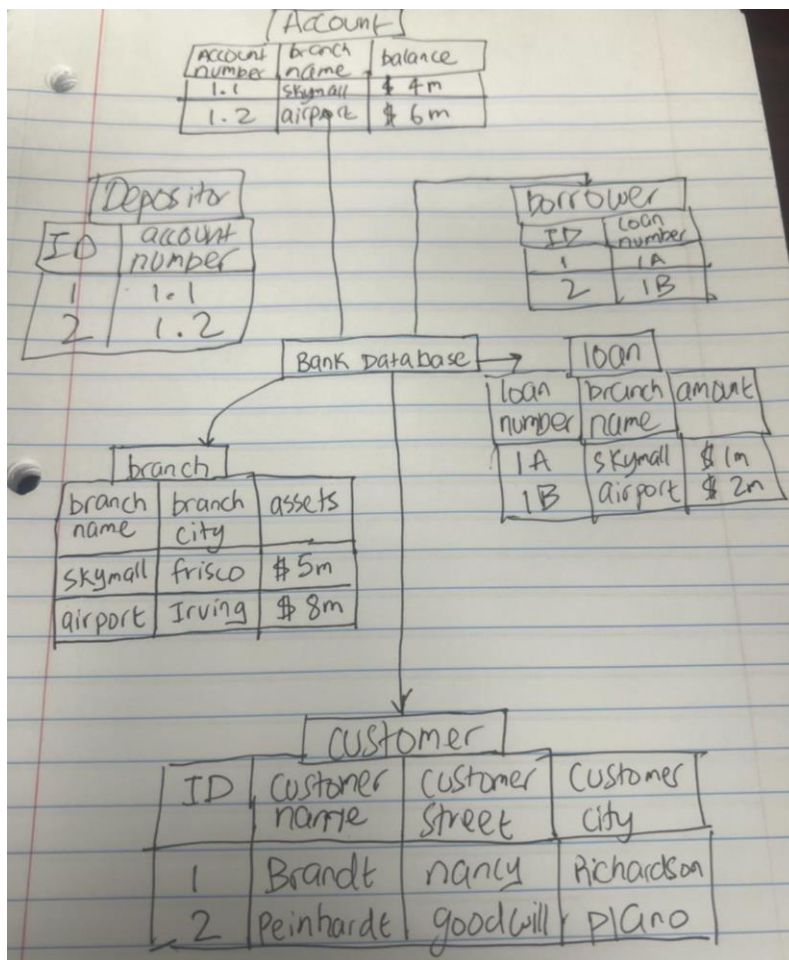 Account
Account number branch name balance
1.1 skymall $ 4m
1.2 airport $ 6m
Depositor
ID account number
1 1.1
2 1.2
borrower
ID loan number
1 1A
2 1B
Bank Database
loan
loan number branch name amount
1A skymall $ 1m
1B airport $ 2m
branch
branch name branch city assets
skymall frisco $ 5m
airport Irving $ 8m
customer
ID customer name customer street customer city
1 Brandt nancy Richardson
2 Peinhardt goodwill plano